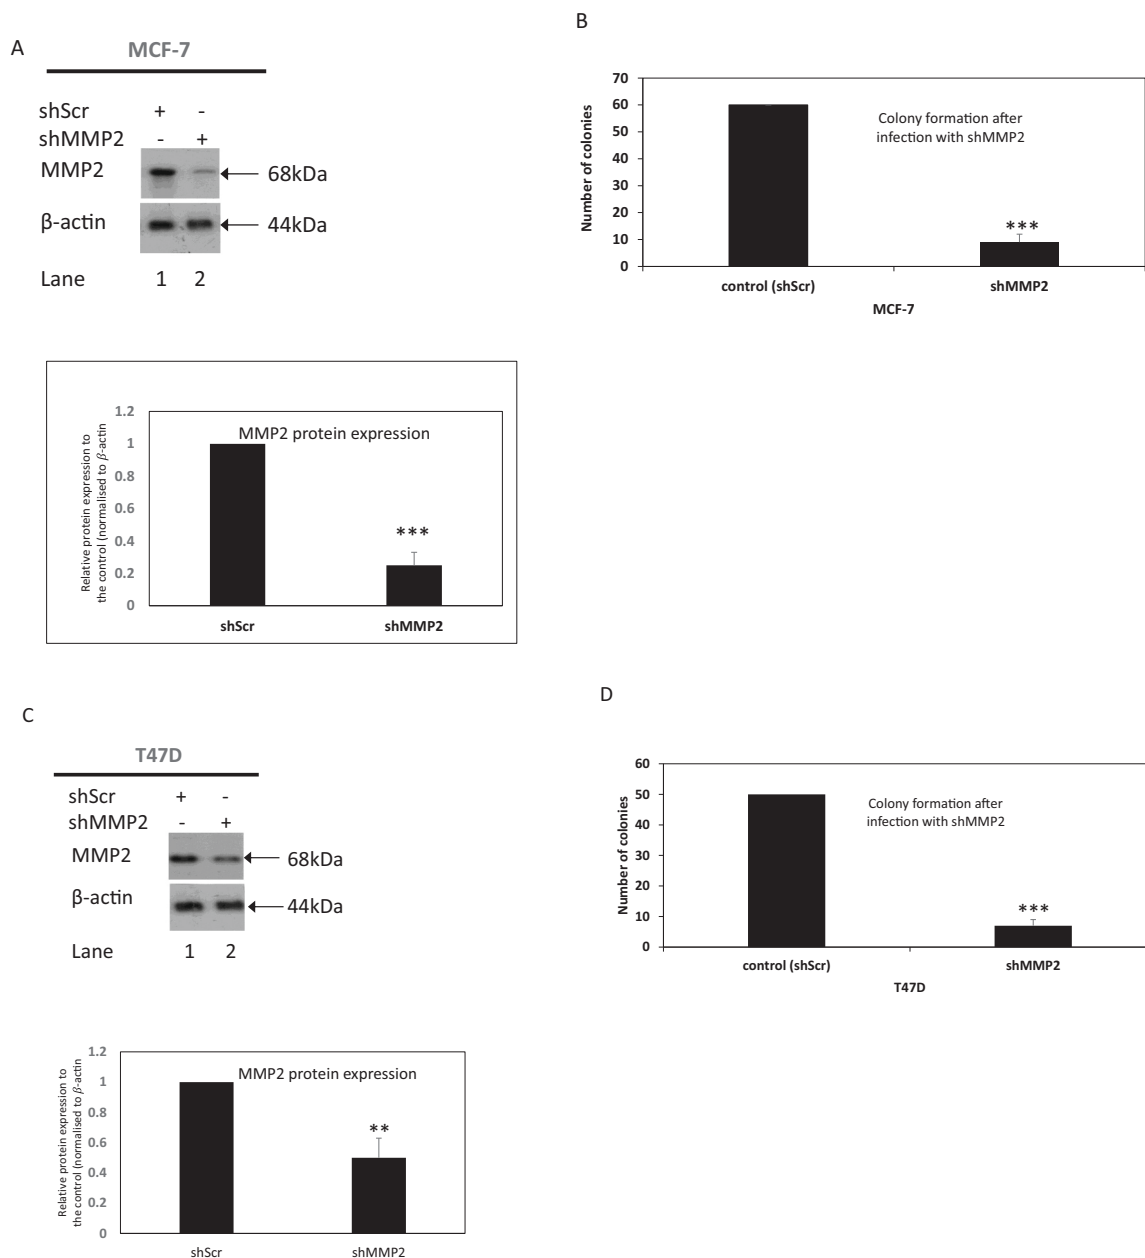 A
MCF-7
shScr + -
shMMP2 - +
MMP2
68kDa
β-actin
44kDa
Lane 1 2
1.2
1
0.8
0.6
0.4
0.2
0
Relative protein expression to
the control (normalised to β-actin
MMP2 protein expression
***
shScr shMMP2
B
70
60
50
40
30
20
10
0
Number of colonies
Colony formation after
infection with shMMP2
***
control (shScr) shMMP2
MCF-7
C
T47D
shScr + -
shMMP2 - +
MMP2
68kDa
β-actin
44kDa
Lane 1 2
1.2
1
0.8
0.6
0.4
0.2
0
Relative protein expression to
the control (normalised to β-actin
MMP2 protein expression
**
shScr shMMP2
D
60
50
40
30
20
10
0
Number of colonies
Colony formation after
infection with shMMP2
***
control (shScr) shMMP2
T47D